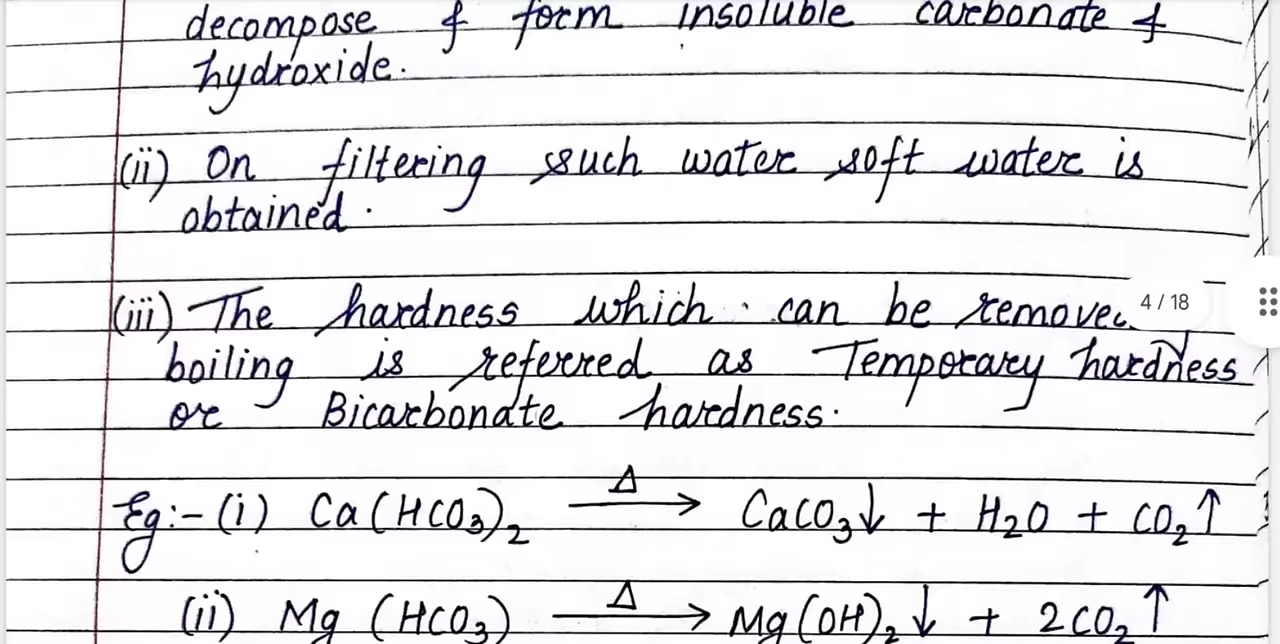 decompose & form insoluble carbonate &
hydroxide.
(ii) On filtering such water soft water is
obtained.
(iii) The hardness which can be
4 / 18
boiling is referred as Temporary hardness
or Bicarbonate hardness.
Eg:- (i) Ca(HCO₃)₂ —Δ→ CaCO₃↓ + H₂O + CO₂↑
(ii) Mg (HCO₃) —Δ→ Mg(OH)₂↓ + 2CO₂↑